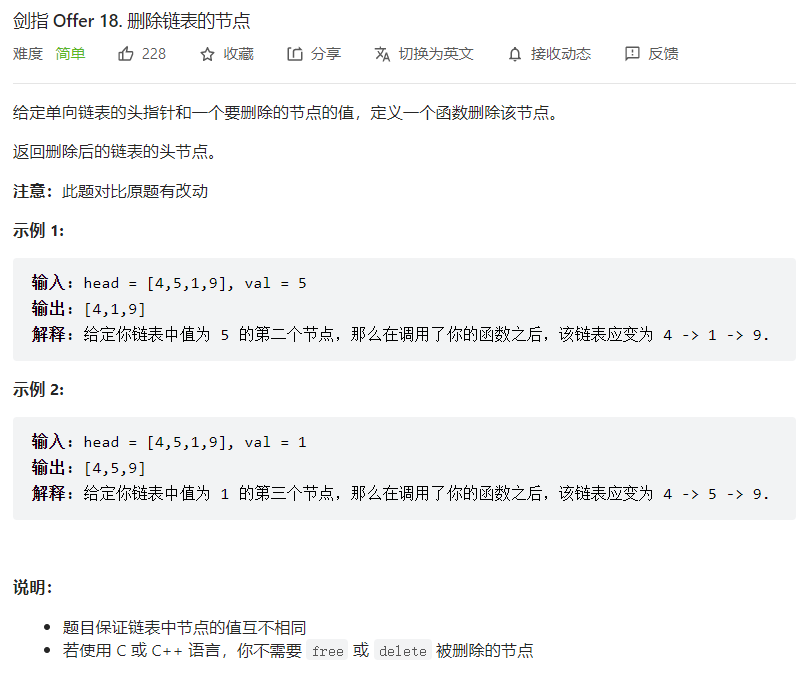 剑指 Offer 18. 删除链表的节点
难度 简单 228 收藏 分享 切换为英文 接收动态 反馈
给定单向链表的头指针和一个要删除的节点的值，定义一个函数删除该节点。
返回删除后的链表的头节点。
注意：此题对比原题有改动
示例 1:
输入: head = [4,5,1,9], val = 5
输出: [4,1,9]
解释: 给定你链表中值为 5 的第二个节点，那么在调用了你的函数之后，该链表应变为 4 -> 1 -> 9.
示例 2:
输入: head = [4,5,1,9], val = 1
输出: [4,5,9]
解释: 给定你链表中值为 1 的第三个节点，那么在调用了你的函数之后，该链表应变为 4 -> 5 -> 9.
说明：
• 题目保证链表中节点的值互不相同
• 若使用 C 或 C++ 语言，你不需要 free 或 delete 被删除的节点